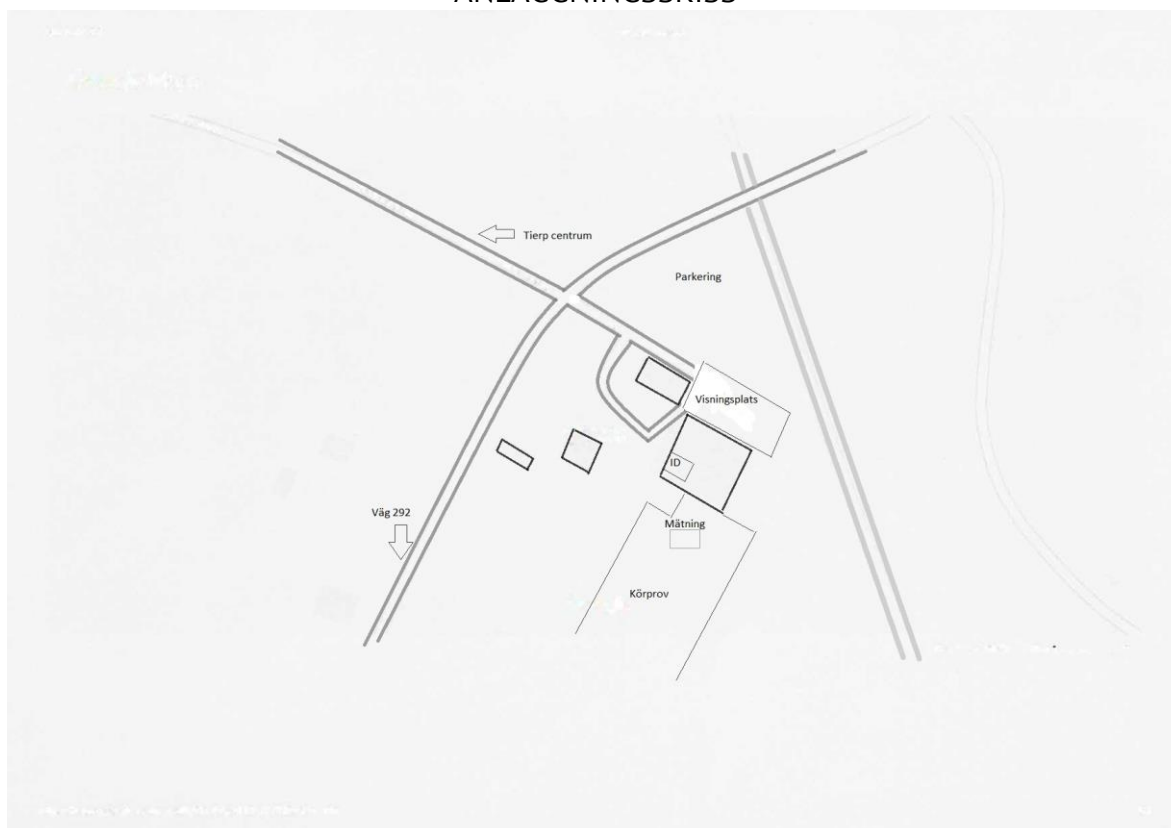 ANLÄGGNINGSSKISS
Tierp centrum
Parkering
Visningsplats
ID
Väg 292
Mätning
Körprov